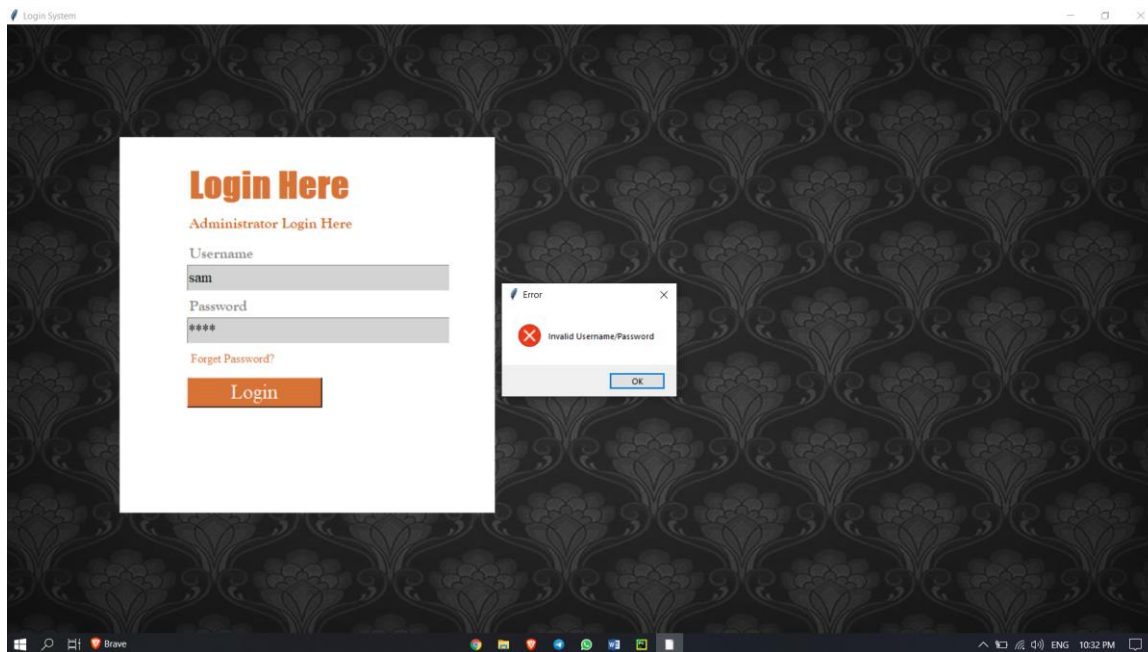 Login System
Login Here
Administrator Login Here
Username
sam
Password
****
Forget Password?
Login
Error
Invalid Username/Password
OK
Brave
ENG 10:32 PM